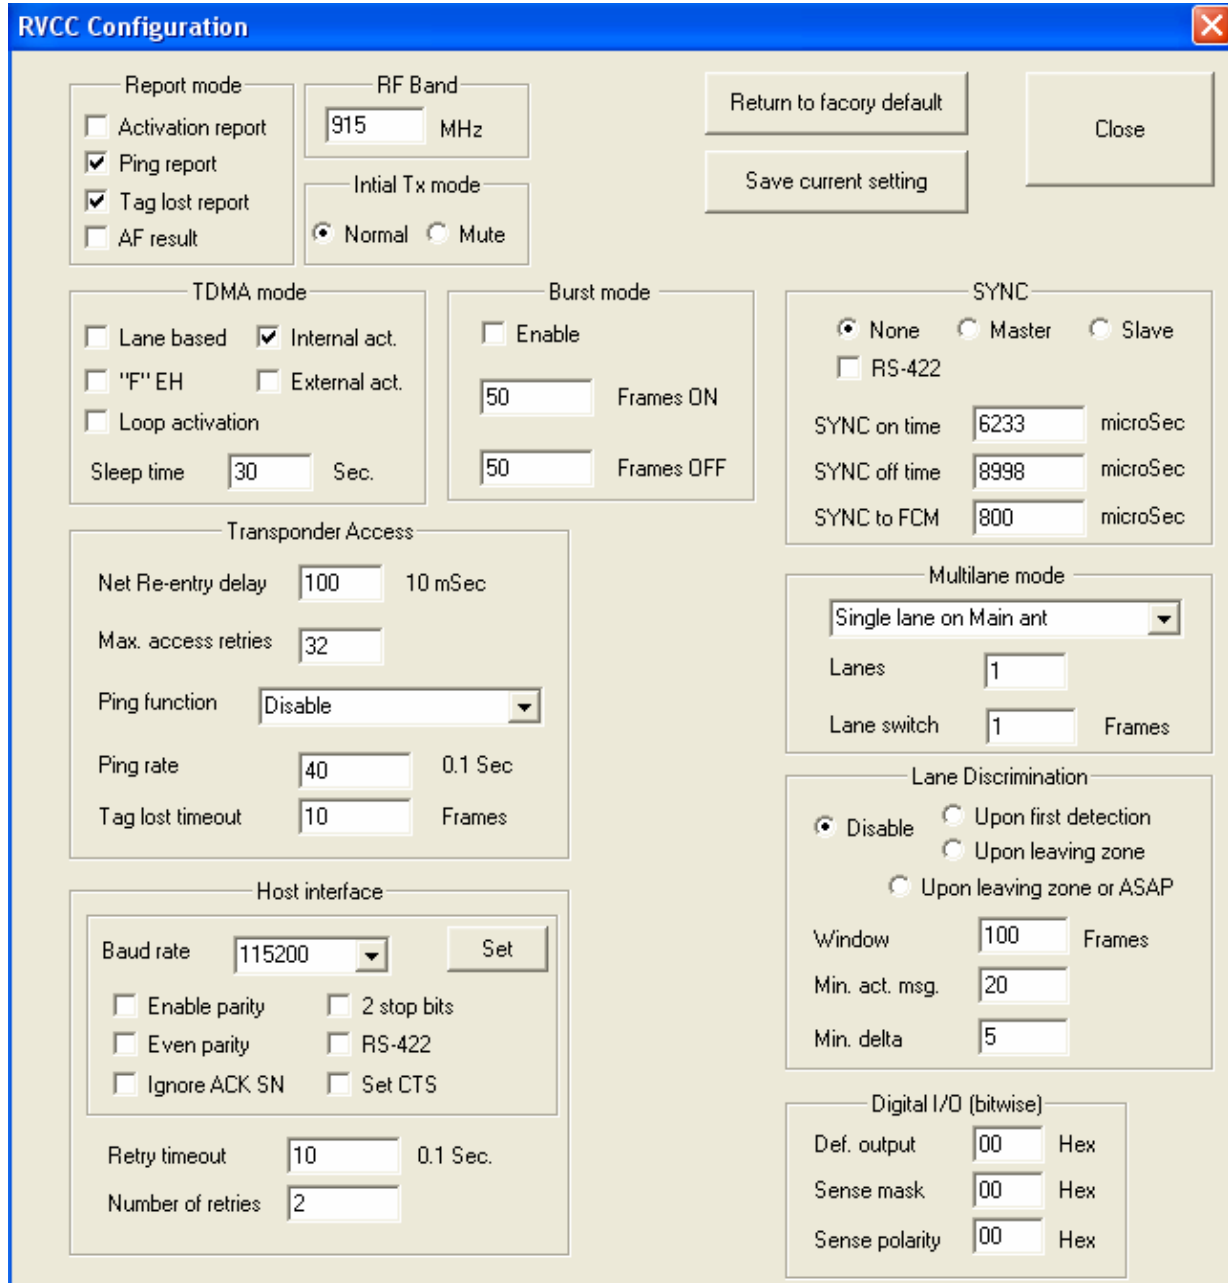 RVCC Configuration
Report mode
Activation report
Ping report
Tag lost report
AF result
RF Band
915 MHz
Intial Tx mode
Normal Mute
Return to facory default
Save current setting
Close
TDMA mode
Lane based Internal act.
"F" EH External act.
Loop activation
Sleep time 30 Sec.
Burst mode
Enable
50 Frames ON
50 Frames OFF
SYNC
None Master Slave
RS-422
SYNC on time 6233 microSec
SYNC off time 8998 microSec
SYNC to FCM 800 microSec
Transponder Access
Net Re-entry delay 100 10 mSec
Max. access retries 32
Ping function Disable
Ping rate 40 0.1 Sec
Tag lost timeout 10 Frames
Multilane mode
Single lane on Main ant
Lanes 1
Lane switch 1 Frames
Lane Discrimination
Disable Upon first detection
Upon leaving zone
Upon leaving zone or ASAP
Window 100 Frames
Min. act. msg. 20
Min. delta 5
Host interface
Baud rate 115200 Set
Enable parity 2 stop bits
Even parity RS-422
Ignore ACK SN Set CTS
Retry timeout 10 0.1 Sec.
Number of retries 2
Digital I/O (bitwise)
Def. output 00 Hex
Sense mask 00 Hex
Sense polarity 00 Hex